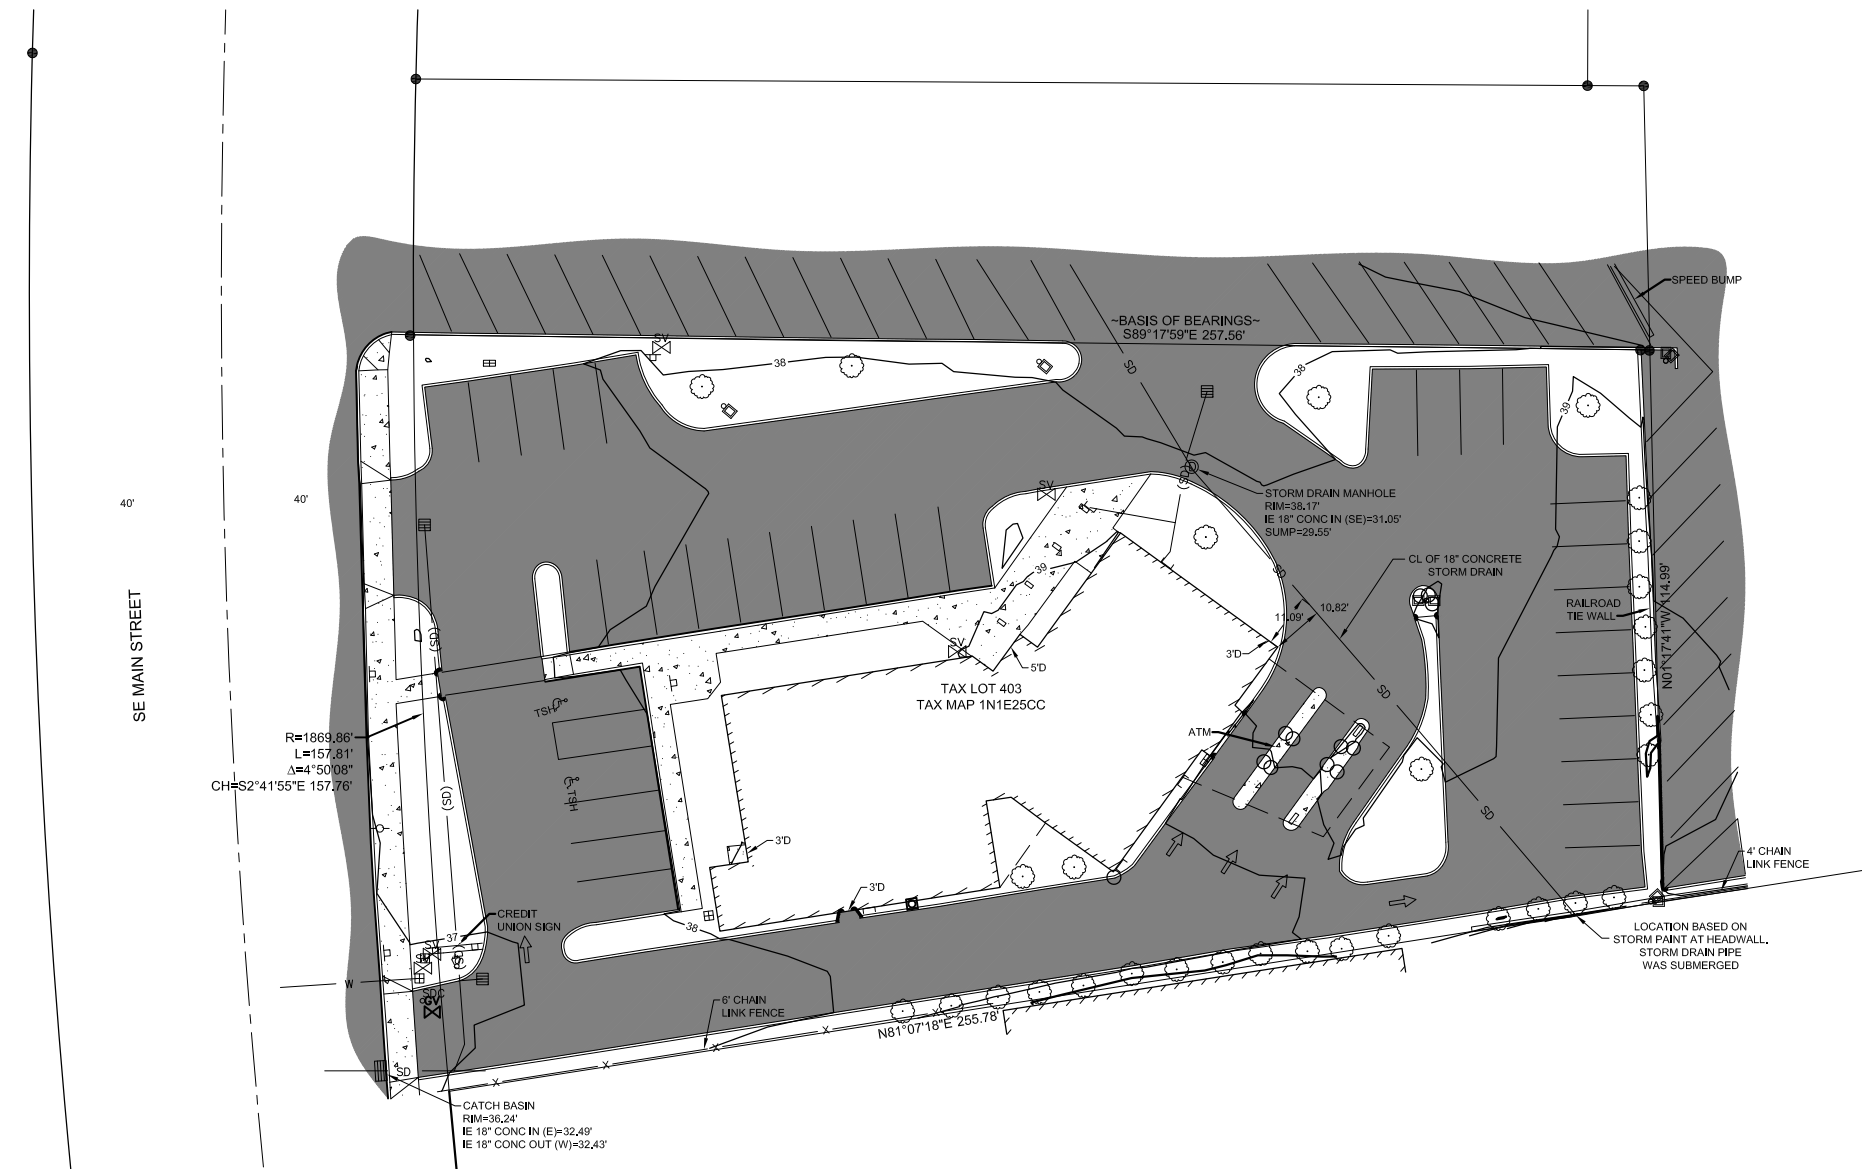 SPEED BUMP
~BASIS OF BEARINGS~
S89°17'59"E 257.56'
SV
38
SD
38
39
40'
40'
SV
(SD)
STORM DRAIN MANHOLE
RIM=38.17'
IE 18" CONC IN (SE)=31.05'
SUMP=29.55'
CL OF 18" CONCRETE
STORM DRAIN
39
SD
RAILROAD
TIE WALL
N01°17'41"W 114.99'
11.09'
10.82'
SE MAIN STREET
(SD)
SV
3'D
5'D
TAX LOT 403
TAX MAP 1N1E25CC
SD
TSH
ATM
R=1869.86'
L=157.81'
Δ=4°50'08"
CH=S2°41'55"E 157.76'
TSH
(SD)
SD
3'D
4' CHAIN
LINK FENCE
3'D
CREDIT
UNION SIGN
38
37
SV
(SD)
LOCATION BASED ON
STORM PAINT AT HEADWALL.
STORM DRAIN PIPE
WAS SUBMERGED
W
SDC
GV
6' CHAIN
LINK FENCE
X
X
X
X
X
N81°07'18"E 255.78'
SD
CATCH BASIN
RIM=36.24'
IE 18" CONC IN (E)=32.49'
IE 18" CONC OUT (W)=32.43'